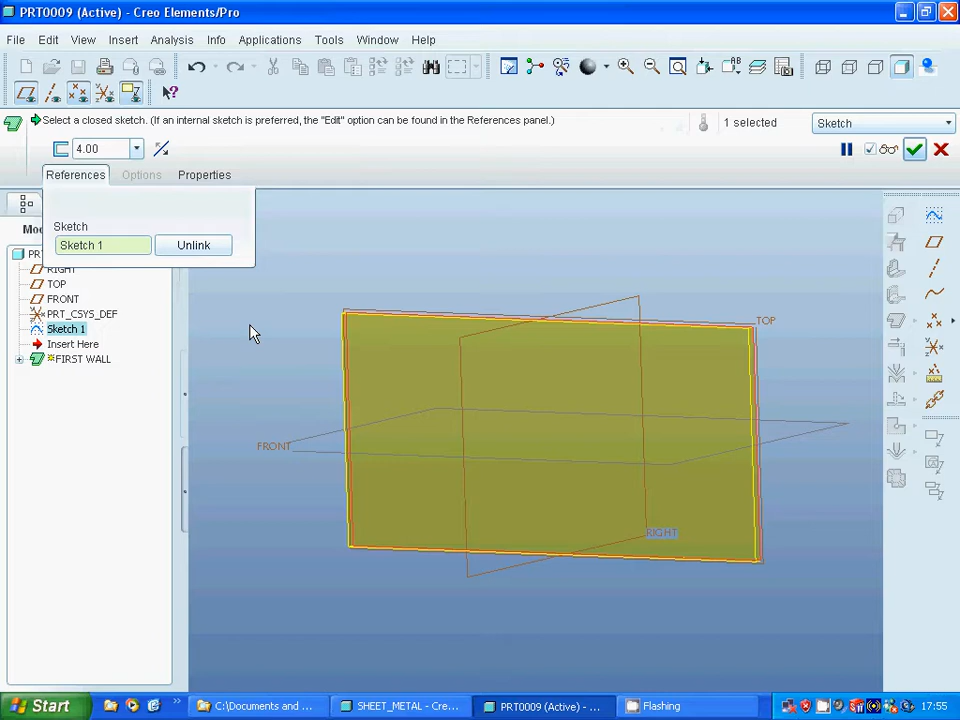 PRT0009 (Active) - Creo Elements/Pro
File Edit View Insert Analysis Info Applications Tools Window Help
Select a closed sketch. (If an internal sketch is preferred, the "Edit" option can be found in the References panel.)
1 selected
Sketch
4.00
References Options Properties
Sketch
Sketch 1 Unlink
RIGHT
TOP
FRONT
PRT_CSYS_DEF
Sketch 1
Insert Here
FIRST WALL
TOP
FRONT
RIGHT
Start
C:\Documents and ...
SHEET_METAL - Cre...
PRT0009 (Active) - ...
Flashing
17:55